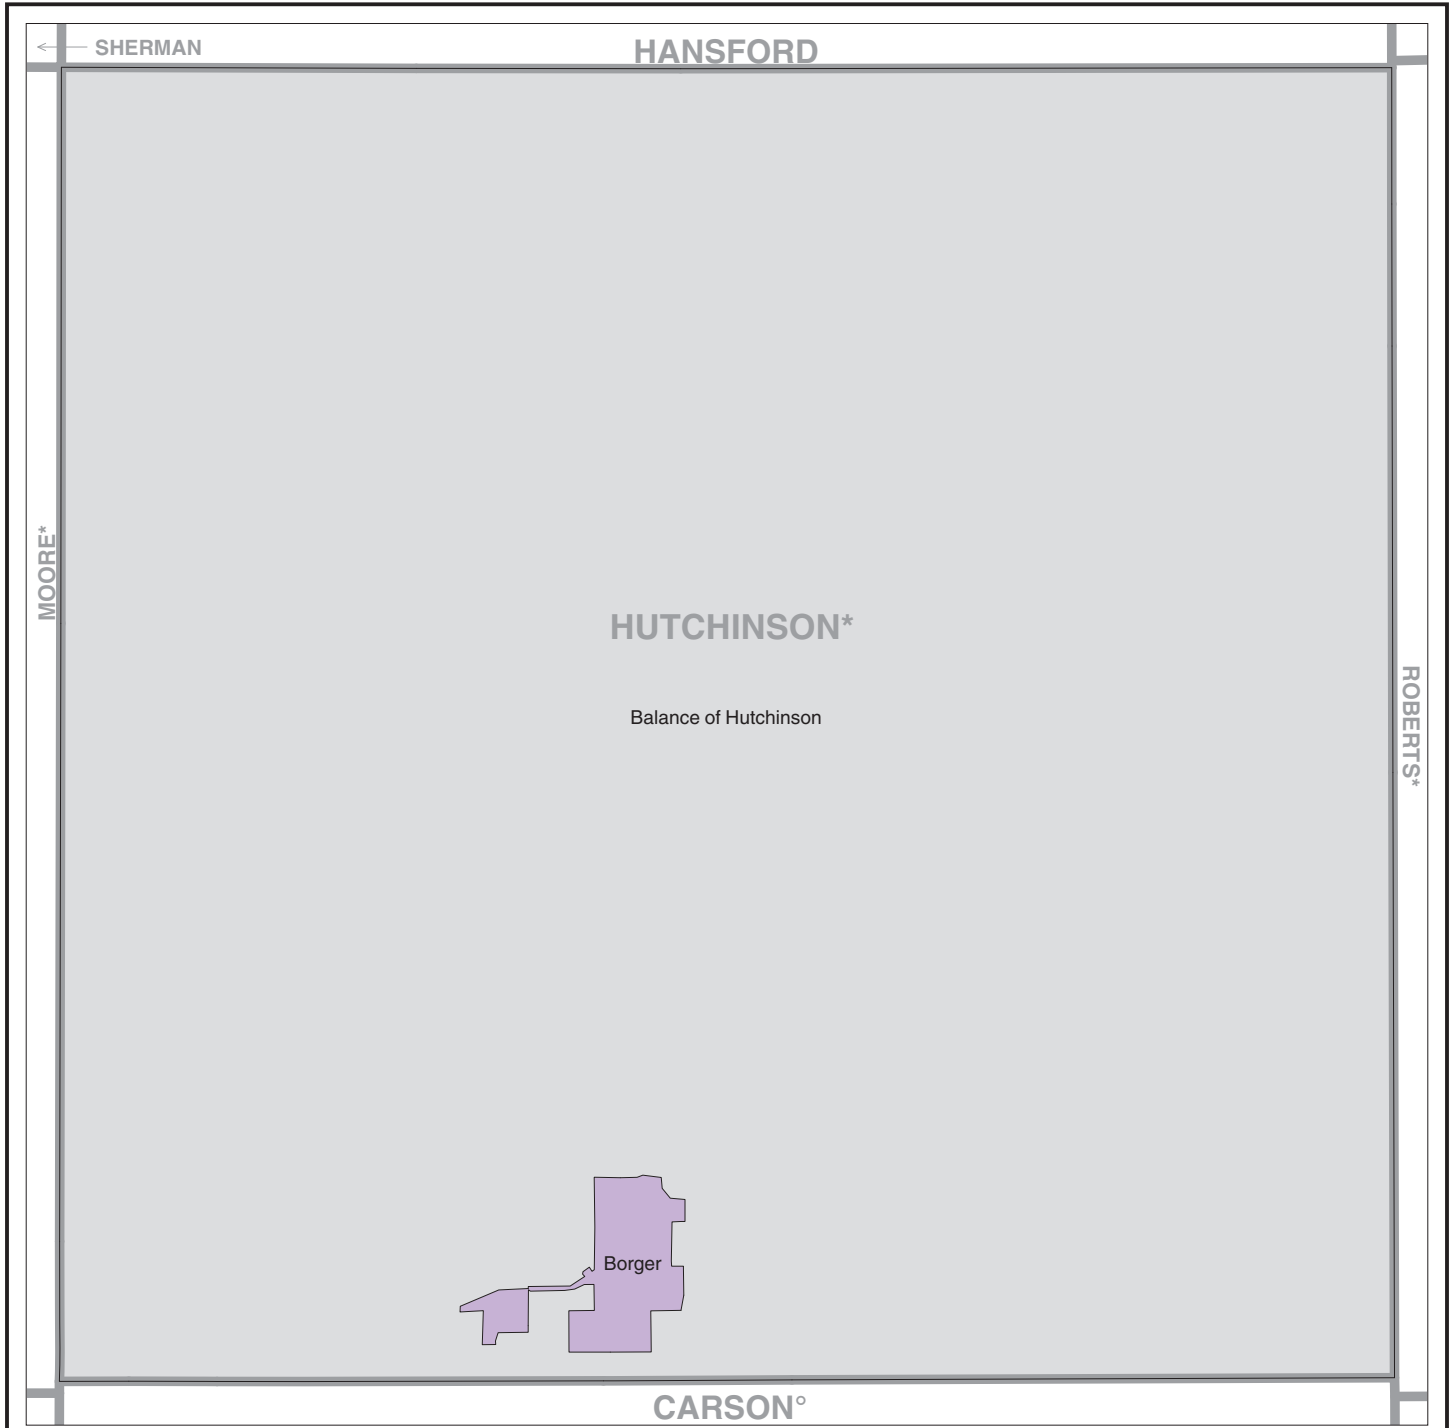 SHERMAN
HANSFORD
MOORE*
HUTCHINSON*
Balance of Hutchinson
ROBERTS*
Borger
CARSON°